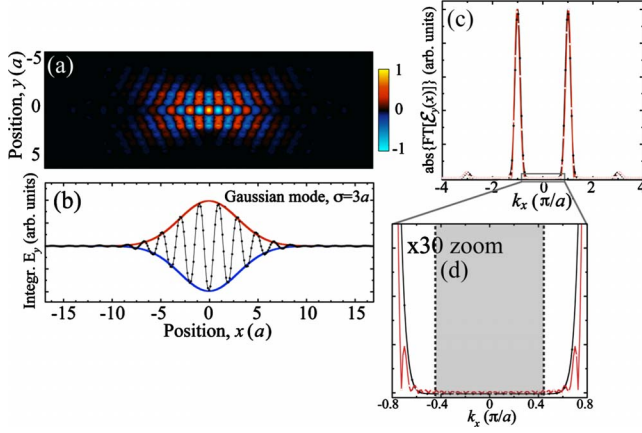 (a)
Position, y (a)
-5
0
5
1
0
-1
(b)
Gaussian mode, σ=3a
Integr. E_y (arb. units)
-15
-10
-5
0
5
10
15
Position, x (a)
(c)
abs{FT[ℰ_y(x)]} (arb. units)
-4
-2
0
2
4
k_x (π/a)
x30 zoom
(d)
-0.8
-0.4
0
0.4
0.8
k_x (π/a)